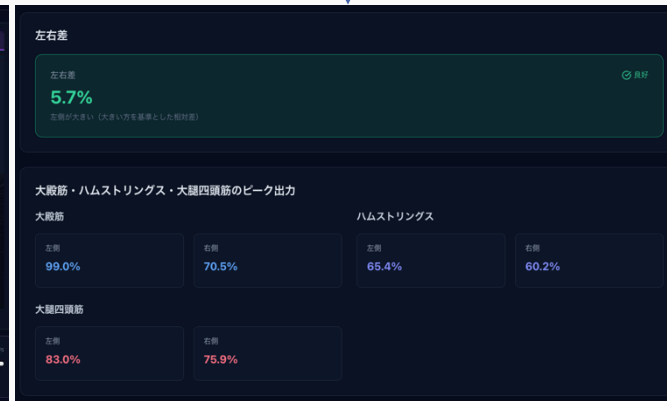 左右差
左右差
良好
5.7%
左側が大きい（大きい方を基準とした相対差）
大殿筋・ハムストリングス・大腿四頭筋のピーク出力
大殿筋
ハムストリングス
左側
右側
左側
右側
99.0%
70.5%
65.4%
60.2%
大腿四頭筋
左側
右側
83.0%
75.9%